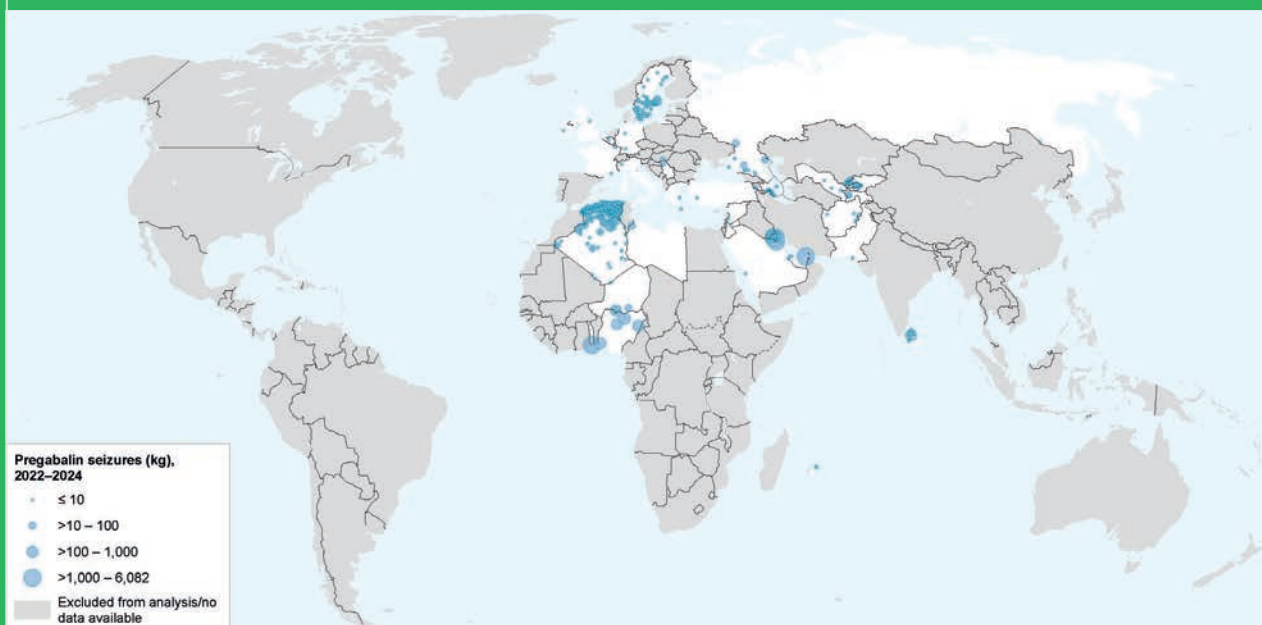 Pregabalin seizures (kg),
2022–2024
≤ 10
>10 – 100
>100 – 1,000
>1,000 – 6,082
Excluded from analysis/no
data available